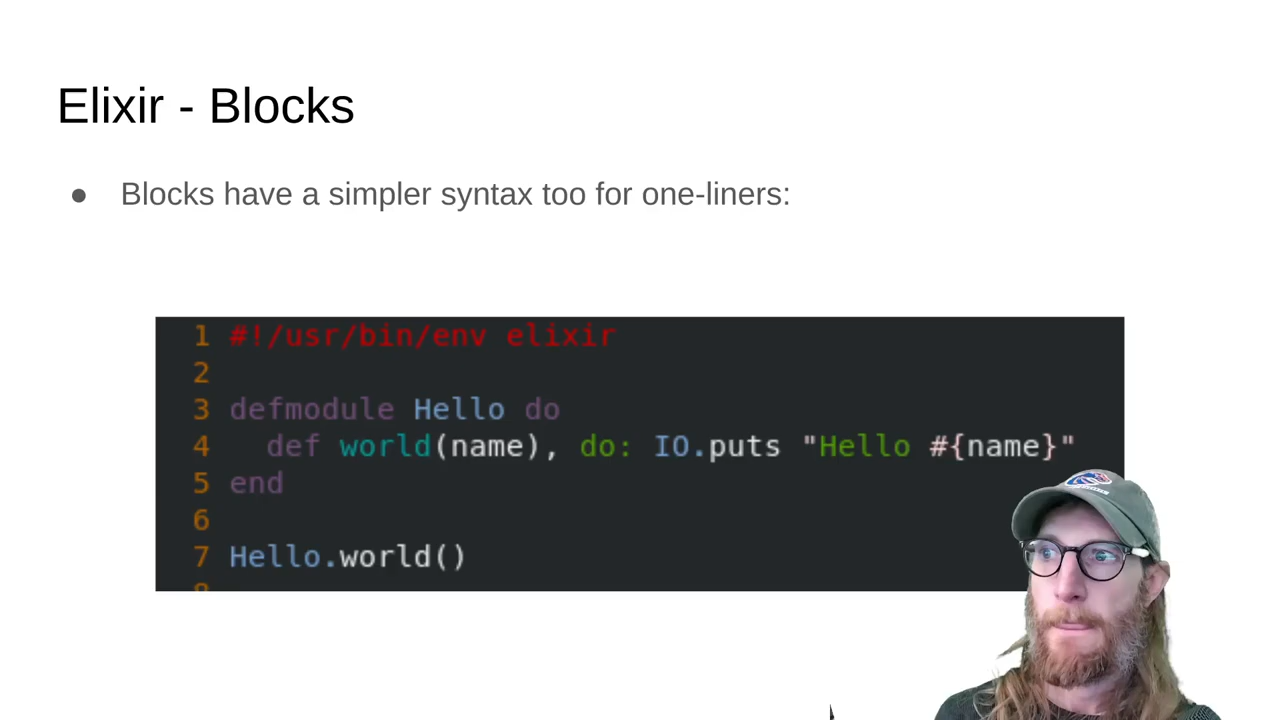 Elixir - Blocks
● Blocks have a simpler syntax too for one-liners:
1 #!/usr/bin/env elixir
2
3 defmodule Hello do
4   def world(name), do: IO.puts "Hello #{name}"
5 end
6
7 Hello.world()